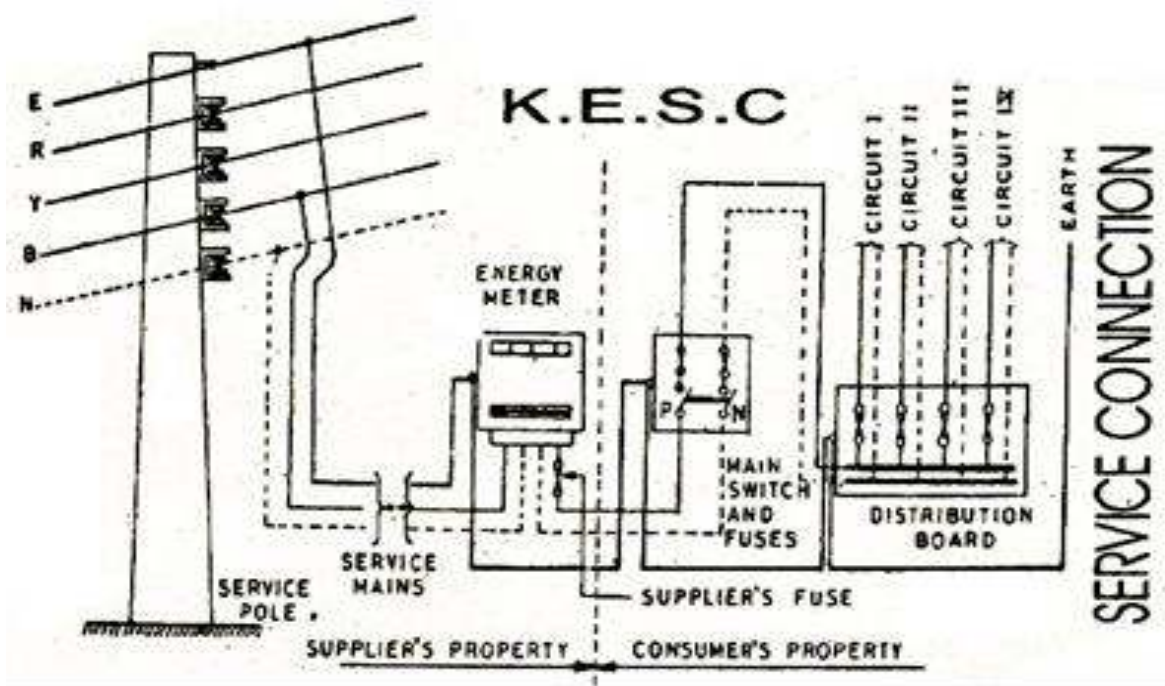 K.E.S.C
E
R
Y
B
N
ENERGY
METER
CIRCUIT I
CIRCUIT II
CIRCUIT III
CIRCUIT IV
EARTH
SERVICE CONNECTION
P
N
MAIN
SWITCH
AND
FUSES
DISTRIBUTION
BOARD
SERVICE
MAINS
SERVICE
POLE .
SUPPLIER'S FUSE
SUPPLIER'S PROPERTY
CONSUMER'S PROPERTY